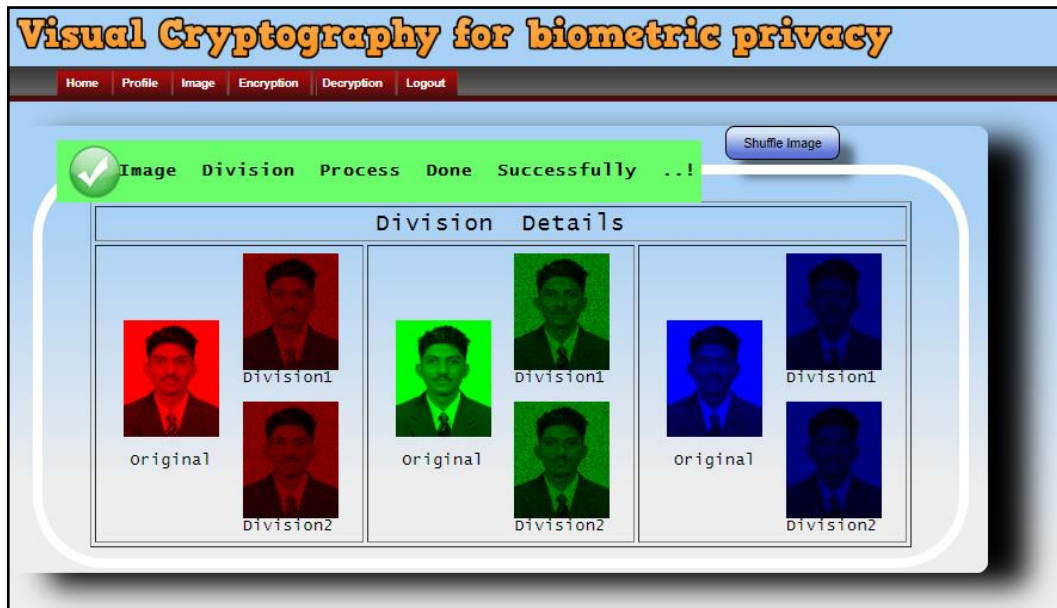 Visual Cryptography for biometric privacy
Home Profile Image Encryption Decryption Logout
Shuffle Image
Image Division Process Done Successfully ..!
Division Details
Original
Division1
Division2
Original
Division1
Division2
Original
Division1
Division2